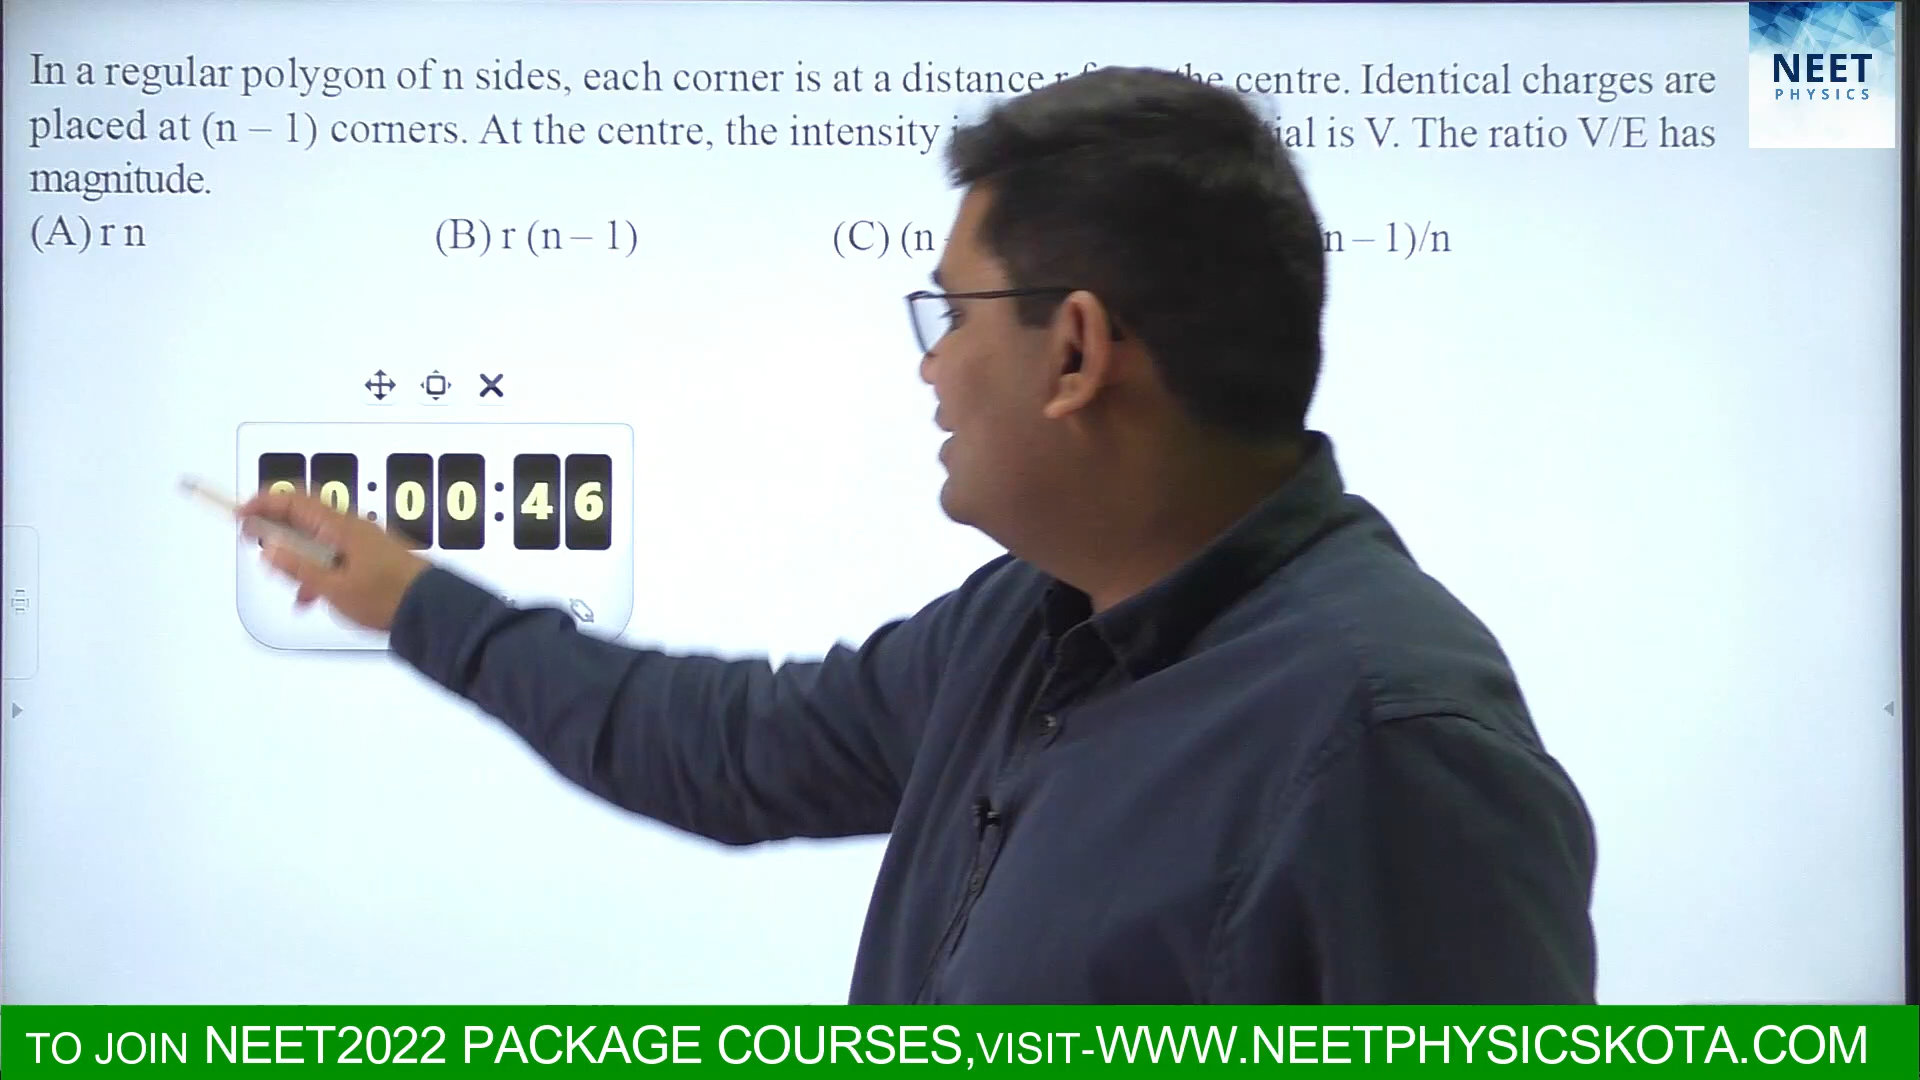 In a regular polygon of n sides, each corner is at a distance the centre. Identical charges are
placed at (n – 1) corners. At the centre, the intensity is V. The ratio V/E has
magnitude.
(A) r n (B) r (n – 1) (C) (n n – 1)/n
NEET
PHYSICS
00:00:46
TO JOIN NEET2022 PACKAGE COURSES,VISIT-WWW.NEETPHYSICSKOTA.COM